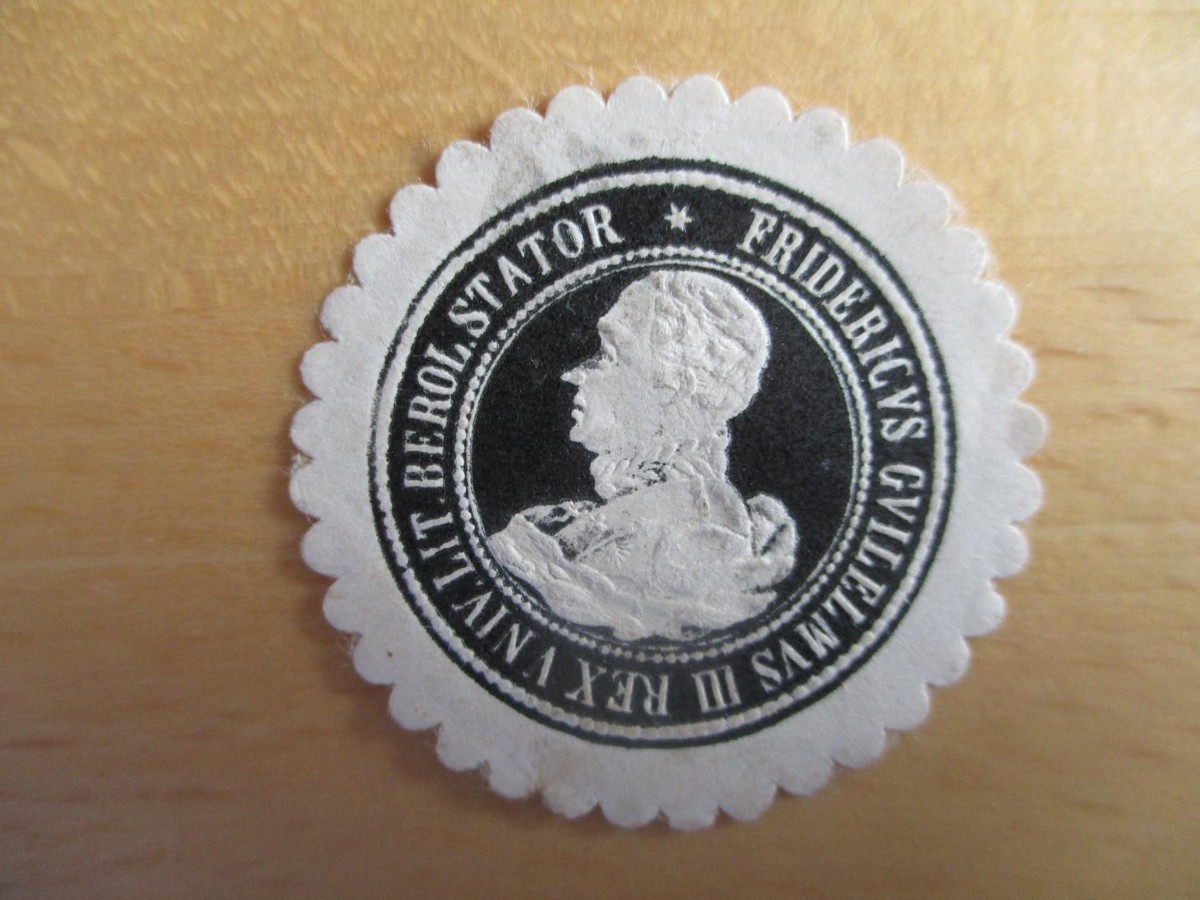 FRIDERICVS GVILELMVS III REX VNIV. LIT. BEROL. STATOR